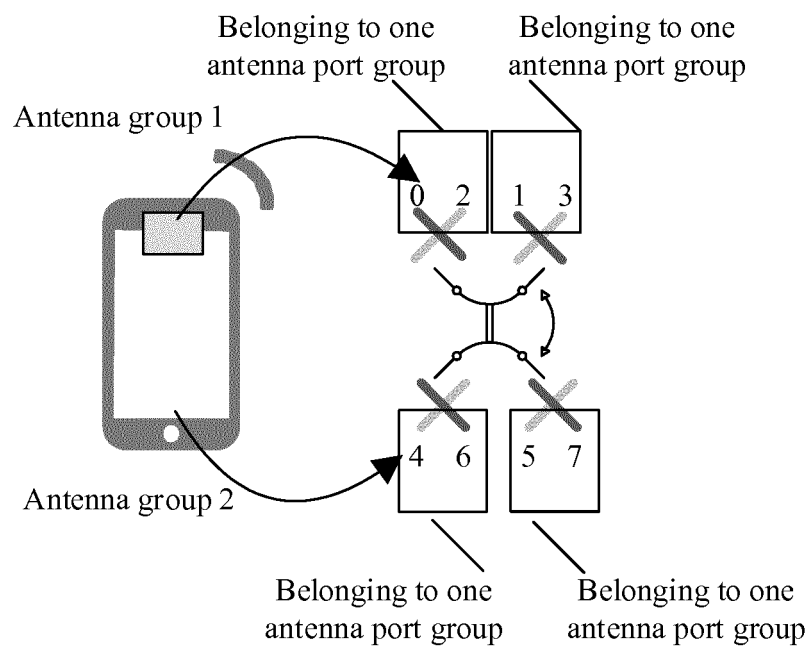 Belonging to one
antenna port group
Belonging to one
antenna port group
Antenna group 1
0 2
1 3
4 6
5 7
Antenna group 2
Belonging to one
antenna port group
Belonging to one
antenna port group